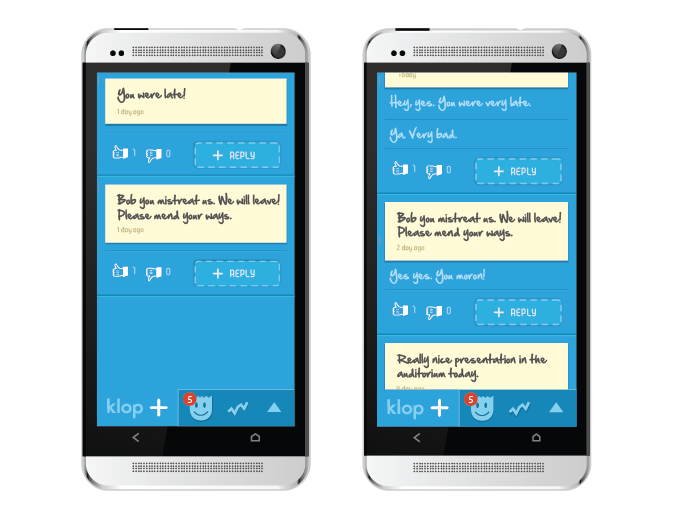 You were late!
1 day ago
1
0
+ REPLY
Bob you mistreat us. We will leave!
Please mend your ways.
1 day ago
1
0
+ REPLY
klop +
5
Today
Hey, yes. You were very late.
Ya. Very bad.
1
0
+ REPLY
Bob you mistreat us. We will leave!
Please mend your ways.
2 day ago
Yes yes. You moron!
1
0
+ REPLY
Really nice presentation in the
auditorium today.
day ago
klop +
5